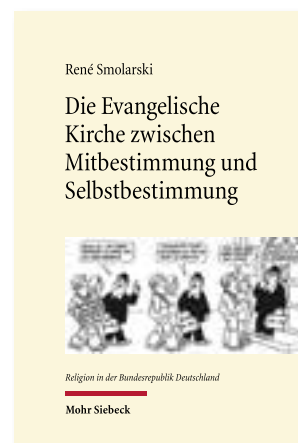 René Smolarski
Die Evangelische
Kirche zwischen
Mitbestimmung und
Selbstbestimmung
Religion in der Bundesrepublik Deutschland
Mohr Siebeck